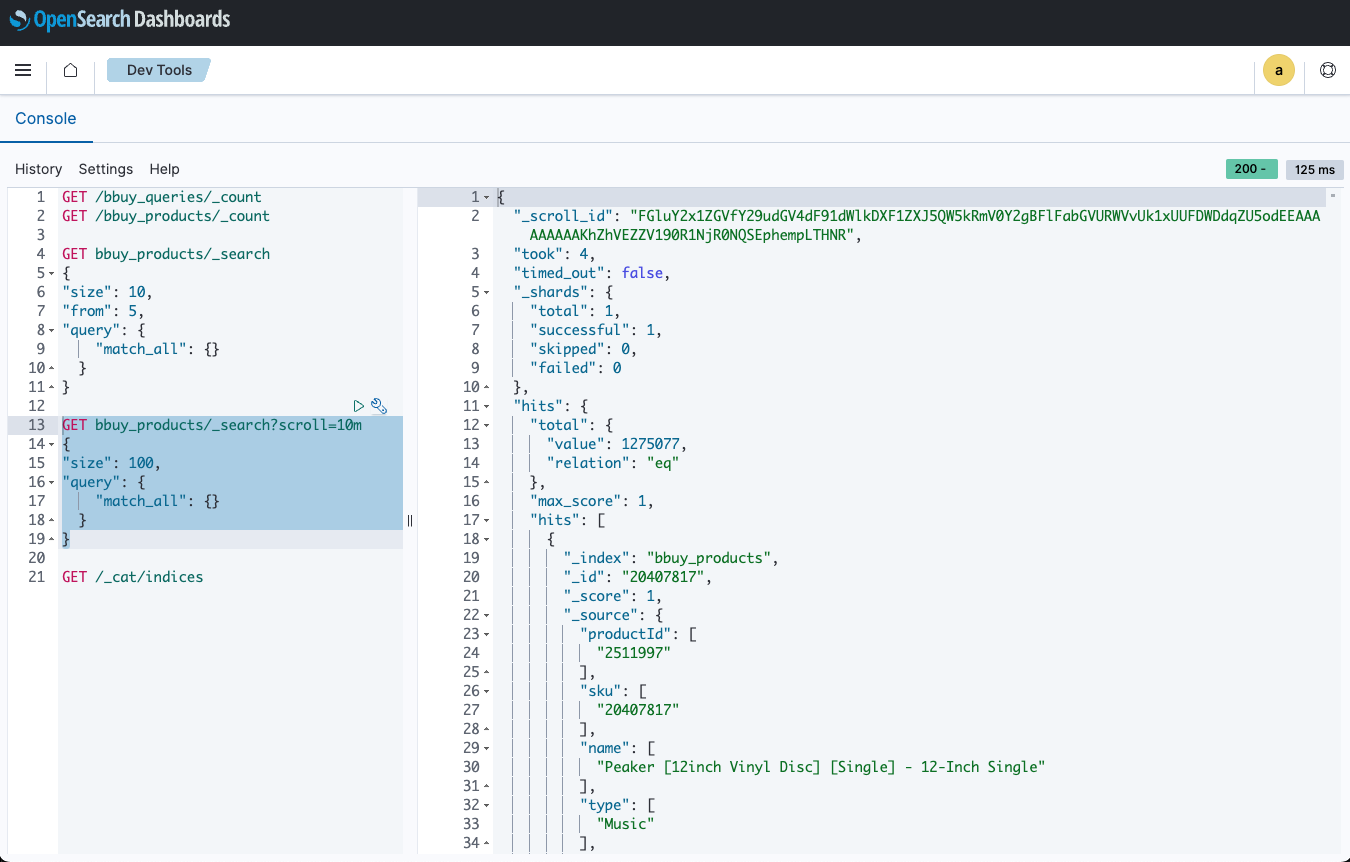 OpenSearch Dashboards
Dev Tools
a
Console
History Settings Help
200 - 125 ms
1 GET /bbuy_queries/_count
2 GET /bbuy_products/_count
3
4 GET bbuy_products/_search
5 {
6 "size": 10,
7 "from": 5,
8 "query": {
9 "match_all": {}
10 }
11 }
12
13 GET bbuy_products/_search?scroll=10m
14 {
15 "size": 100,
16 "query": {
17 "match_all": {}
18 }
19 }
20
21 GET /_cat/indices
1 {
2 "_scroll_id": "FGluY2x1ZGVfY29udGV4dF91dWlkDXF1ZXJ5QW5kRmV0Y2gBFlFabGVURWVvUk1xUUFDWDdqZU5odEEAAA
AAAAAAKhZhVEZZV190R1NjR0NQSEphempLTHNR",
3 "took": 4,
4 "timed_out": false,
5 "_shards": {
6 "total": 1,
7 "successful": 1,
8 "skipped": 0,
9 "failed": 0
10 },
11 "hits": {
12 "total": {
13 "value": 1275077,
14 "relation": "eq"
15 },
16 "max_score": 1,
17 "hits": [
18 {
19 "_index": "bbuy_products",
20 "_id": "20407817",
21 "_score": 1,
22 "_source": {
23 "productId": [
24 "2511997"
25 ],
26 "sku": [
27 "20407817"
28 ],
29 "name": [
30 "Peaker [12inch Vinyl Disc] [Single] - 12-Inch Single"
31 ],
32 "type": [
33 "Music"
34 ],